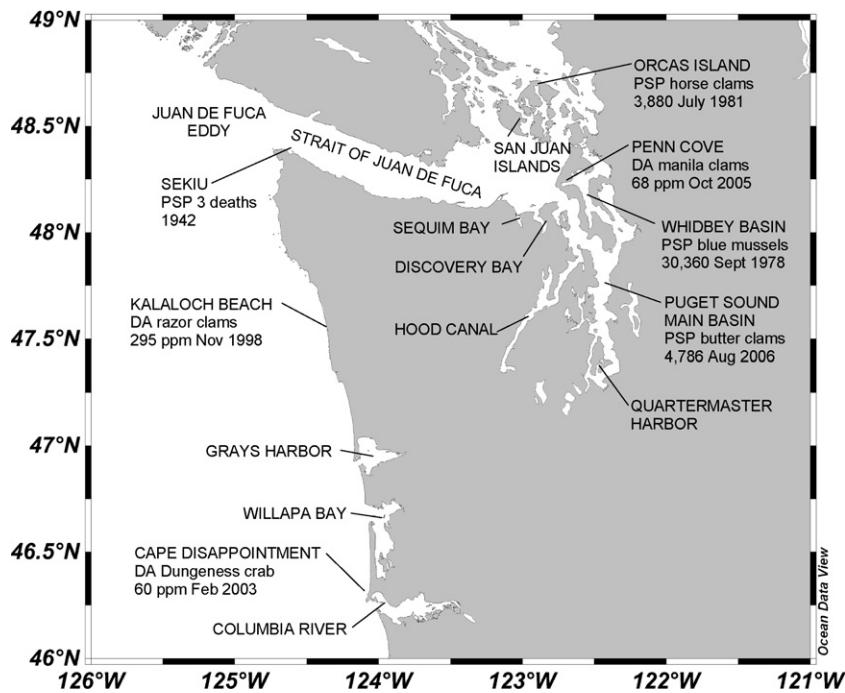 49°N
48.5°N
48°N
47.5°N
47°N
46.5°N
46°N
126°W
125°W
124°W
123°W
122°W
121°W
JUAN DE FUCA
EDDY
STRAIT OF JUAN DE FUCA
SEKIU
PSP 3 deaths
1942
KALALOCH BEACH
DA razor clams
295 ppm Nov 1998
GRAYS HARBOR
WILLAPA BAY
CAPE DISAPPOINTMENT
DA Dungeness crab
60 ppm Feb 2003
COLUMBIA RIVER
SAN JUAN
ISLANDS
SEQUIM BAY
DISCOVERY BAY
HOOD CANAL
ORCAS ISLAND
PSP horse clams
3,880 July 1981
PENN COVE
DA manila clams
68 ppm Oct 2005
WHIDBEY BASIN
PSP blue mussels
30,360 Sept 1978
PUGET SOUND
MAIN BASIN
PSP butter clams
4,786 Aug 2006
QUARTERMASTER
HARBOR
Ocean Data View